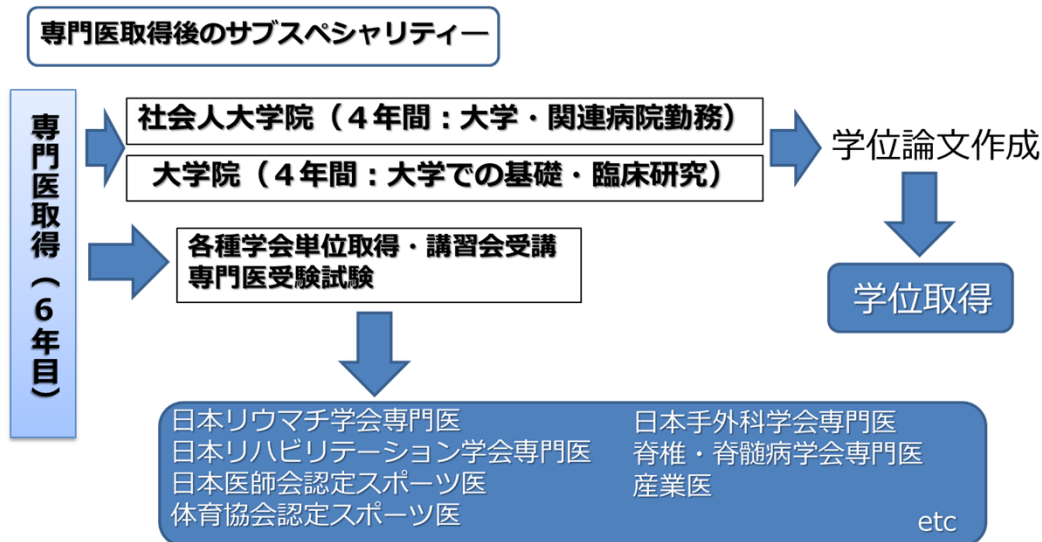 専門医取得後のサブスペシャリティー
専門医取得（６年目）
社会人大学院（４年間：大学・関連病院勤務）
大学院（４年間：大学での基礎・臨床研究）
学位論文作成
学位取得
各種学会単位取得・講習会受講
専門医受験試験
日本リウマチ学会専門医
日本リハビリテーション学会専門医
日本医師会認定スポーツ医
体育協会認定スポーツ医
日本手外科学会専門医
脊椎・脊髄病学会専門医
産業医
etc